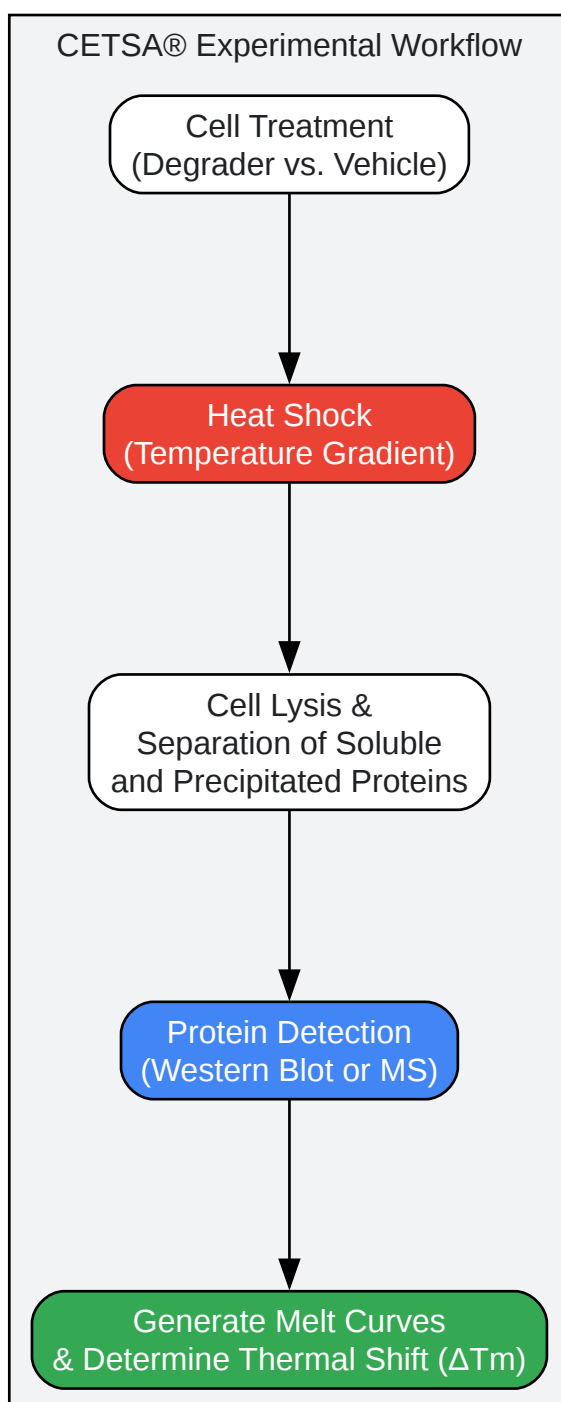 CETSA® Experimental Workflow
Cell Treatment
(Degrader vs. Vehicle)
Heat Shock
(Temperature Gradient)
Cell Lysis &
Separation of Soluble
and Precipitated Proteins
Protein Detection
(Western Blot or MS)
Generate Melt Curves
& Determine Thermal Shift (ΔTm)